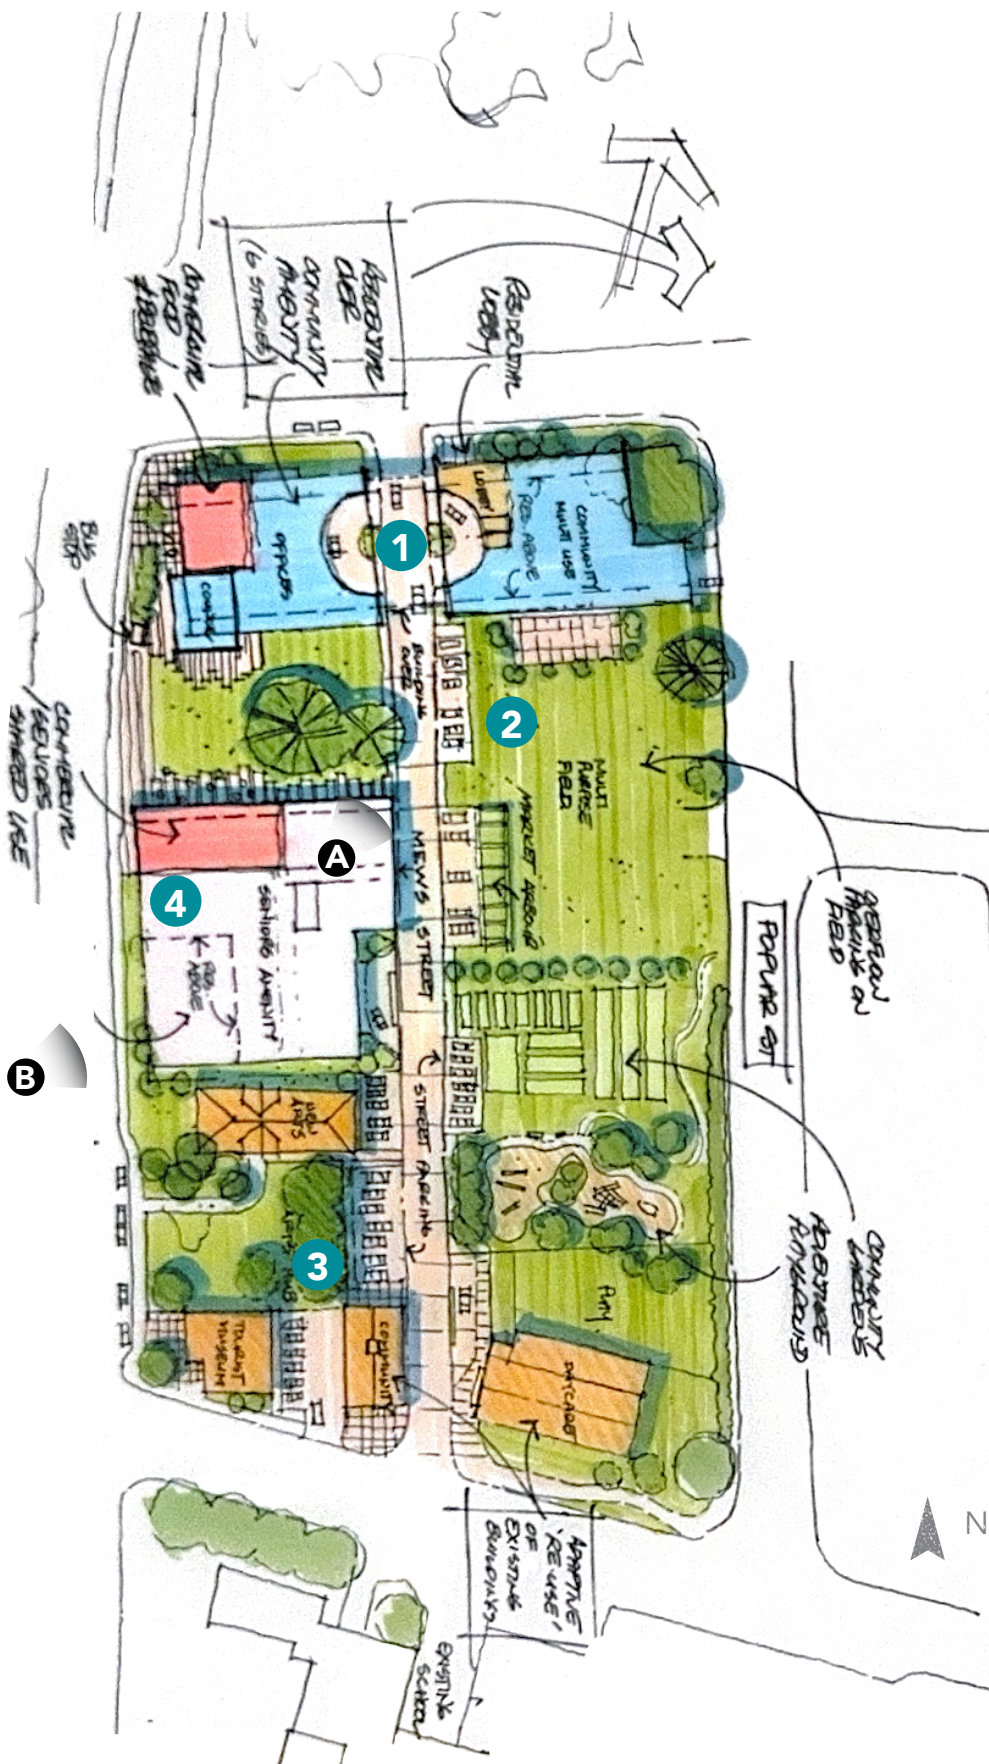 RESIDENTIAL
OVER
COMMUNITY
AMENITY
(6 STORIES)
COMMERCIAL
FOOD
&BEVERAGE
RESIDENTIAL
LOBBY
LOBBY
COMMUNITY
MULTI USE
RES. ABOVE
OFFICES
1
BUILDING
OVER
BUS
STOP
2
MULTI
PURPOSE
FIELD
MARKET ARBOUR
COMMERCIAL
/SERVICES
SHARED USE
A
4
SENIORS AMENITY
RES.
ABOVE
MEWS STREET
OVERFLOW
PARKING ON
FIELD
POPLAR ST
B
STREET PARKING
COMMUNITY
GARDENS
ADVENTURE
PLAYGROUND
3
PLAY
DAYCARE
COMMUNITY
TOURIST
MUSEUM
ADAPTIVE
'RE-USE'
OF
EXISTING
BUILDINGS
EXISTING
SCHOOL
N